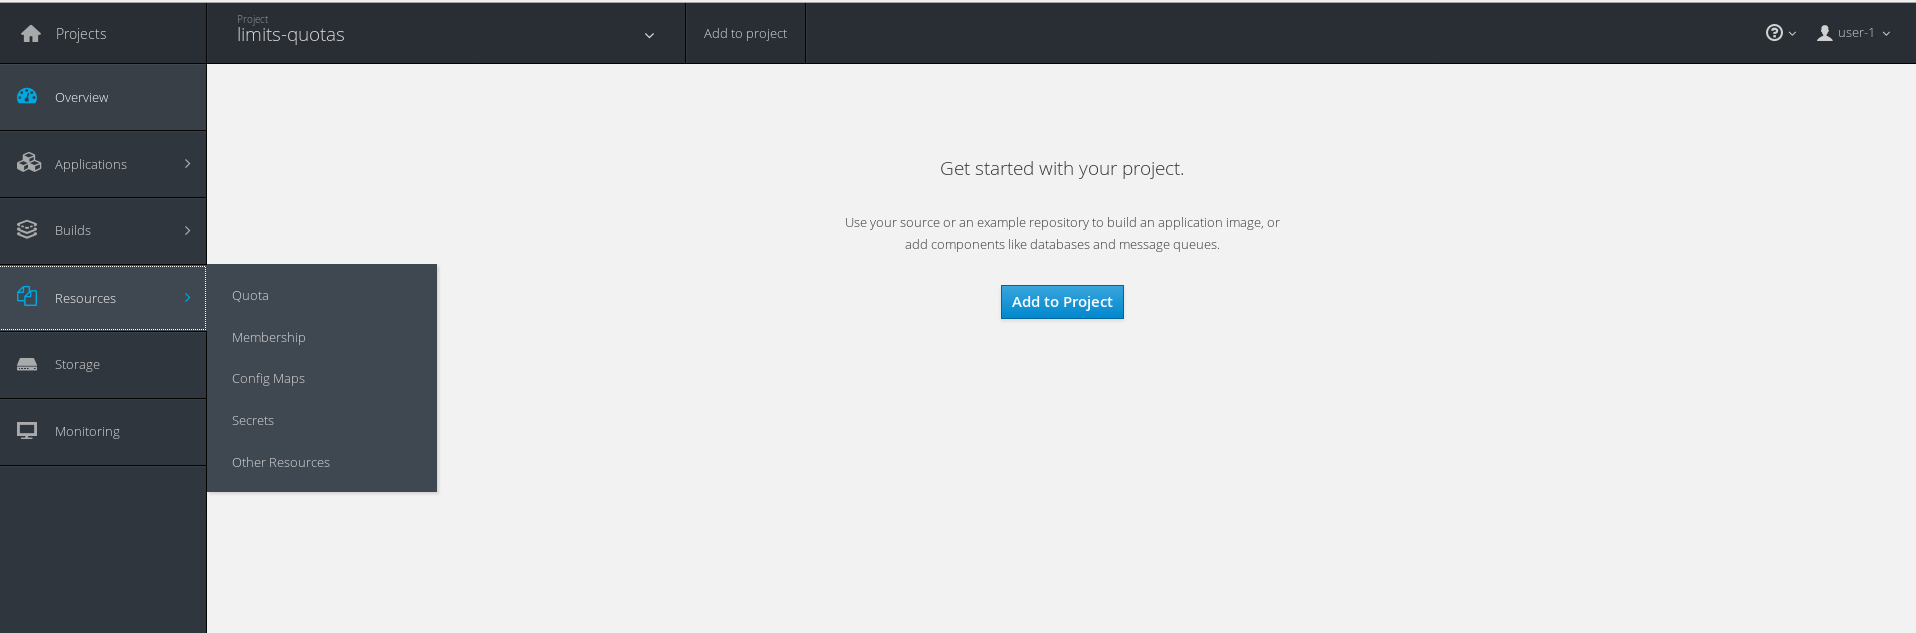 Projects
Project
limits-quotas
Add to project
user-1
Overview
Applications
Builds
Resources
Storage
Monitoring
Quota
Membership
Config Maps
Secrets
Other Resources
Get started with your project.
Use your source or an example repository to build an application image, or
add components like databases and message queues.
Add to Project